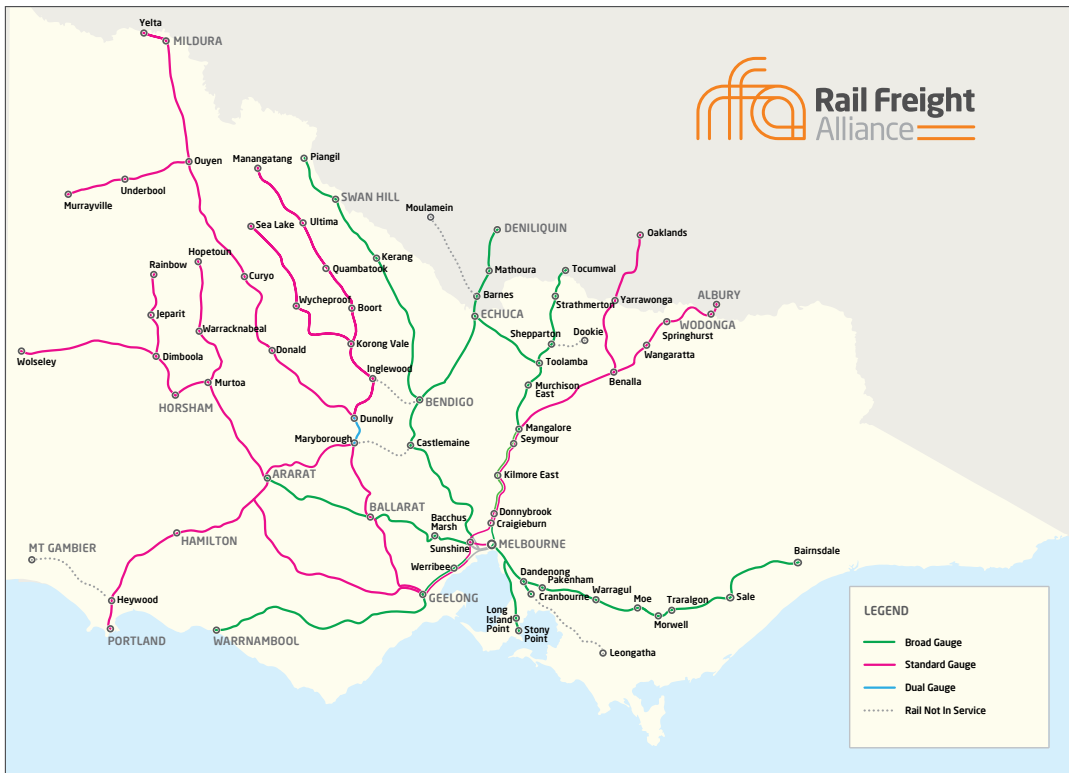 Yelta
MILDURA
Rail Freight
Alliance
Ouyen
Manangatang
Piangil
Underbool
Murrayville
SWAN HILL
Moulamein
Sea Lake
Ultima
DENILIQUIN
Oaklands
Hopetoun
Rainbow
Curyo
Quambatook
Kerang
Mathoura
Tocumwal
Jeparit
Wycheproof
Boort
Barnes
Strathmerton
Yarrawonga
ALBURY
ECHUCA
WODONGA
Warracknabeal
Springhurst
Shepparton
Dookie
Wolseley
Dimboola
Donald
Korong Vale
Wangaratta
Toolamba
Inglewood
Benalla
Murtoa
Murchison
East
HORSHAM
BENDIGO
Dunolly
Mangalore
Seymour
Maryborough
Castlemaine
ARARAT
Kilmore East
BALLARAT
Donnybrook
Craigieburn
Bacchus
Marsh
HAMILTON
MT GAMBIER
Sunshine
MELBOURNE
Bairnsdale
Werribee
Dandenong
Pakenham
Cranbourne
Warragul
Heywood
GEELONG
Moe
Traralgon
Sale
Morwell
Long
Island
Point
Stony
Point
PORTLAND
WARRNAMBOOL
Leongatha
LEGEND
Broad Gauge
Standard Gauge
Dual Gauge
Rail Not In Service